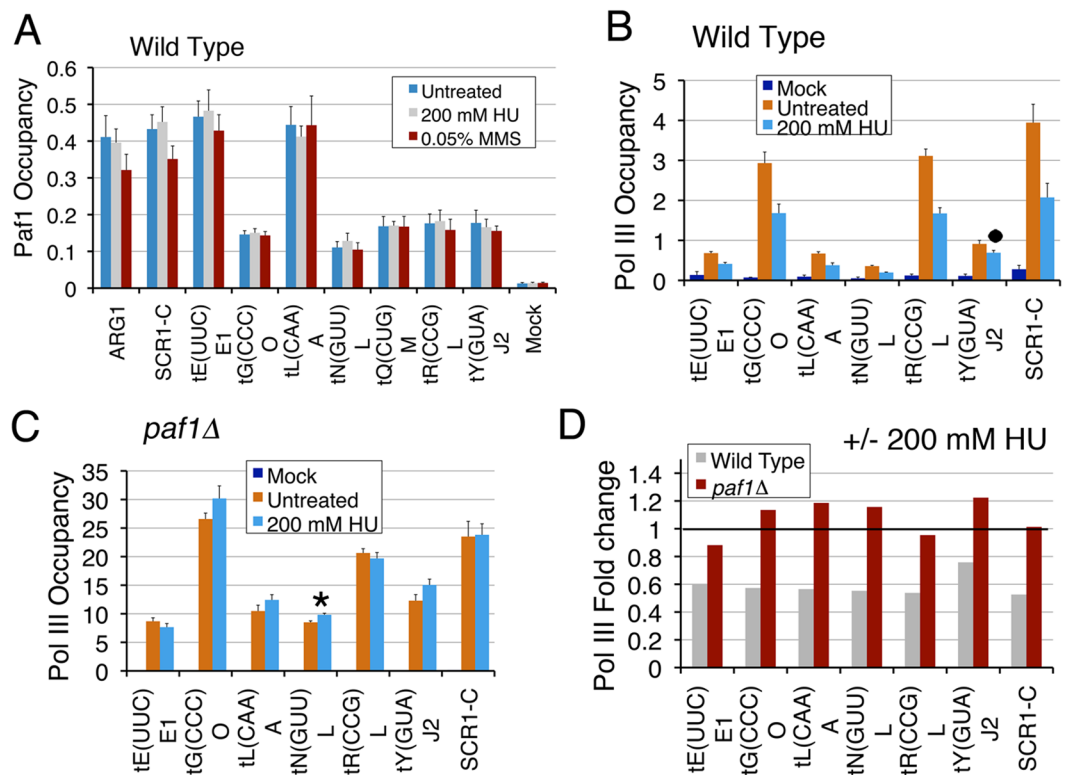 A
Wild Type
Paf1 Occupancy
0.6
0.5
0.4
0.3
0.2
0.1
0
Untreated
200 mM HU
0.05% MMS
ARG1
SCR1-C
tE(UUC)
E1
tG(CCC)
O
tL(CAA)
A
tN(GUU)
L
tQ(CUG)
M
tR(CCG)
L
tY(GUA)
J2
Mock
B
Wild Type
Pol III Occupancy
5
4
3
2
1
0
Mock
Untreated
200 mM HU
tE(UUC)
E1
tG(CCC)
O
tL(CAA)
A
tN(GUU)
L
tR(CCG)
L
tY(GUA)
J2
SCR1-C
C
paf1Δ
Pol III Occupancy
35
30
25
20
15
10
5
0
Mock
Untreated
200 mM HU
*
tE(UUC)
E1
tG(CCC)
O
tL(CAA)
A
tN(GUU)
L
tR(CCG)
L
tY(GUA)
J2
SCR1-C
D
+/- 200 mM HU
Pol III Fold change
1.4
1.2
1
0.8
0.6
0.4
0.2
0
Wild Type
paf1Δ
tE(UUC)
E1
tG(CCC)
O
tL(CAA)
A
tN(GUU)
L
tR(CCG)
L
tY(GUA)
J2
SCR1-C